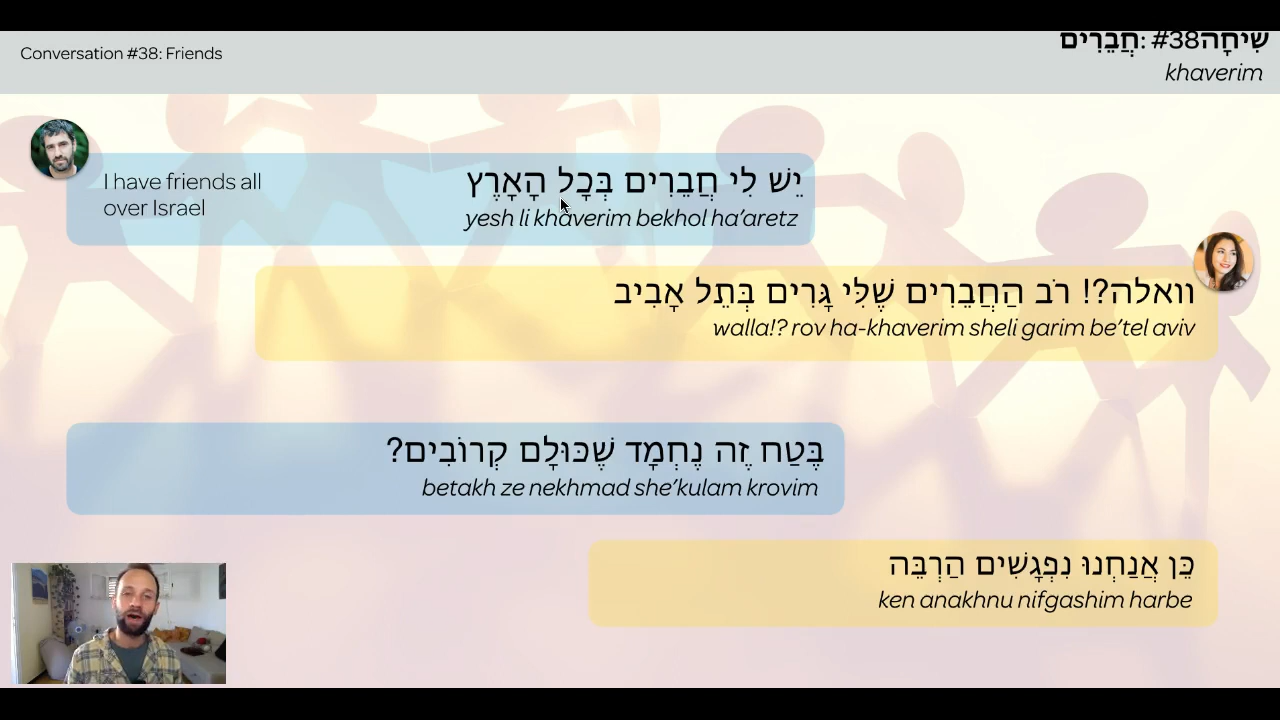 Conversation #38: Friends
שִׂיחָה #38: חֲבֵרִים
khaverim
I have friends all
over Israel
יֵשׁ לִי חֲבֵרִים בְּכָל הָאָרֶץ
yesh li khaverim bekhol ha’aretz
וואלה?! רֹב הַחֲבֵרִים שֶׁלִּי גָּרִים בְּתֵל אָבִיב
walla!? rov ha-khaverim sheli garim be’tel aviv
בֶּטַח זֶה נֶחְמָד שֶׁכּוּלָם קְרוֹבִים?
betakh ze nekhmad she’kulam krovim
כֵּן אֲנַחְנוּ נִפְגָשִׁים הַרְבֵּה
ken anakhnu nifgashim harbe